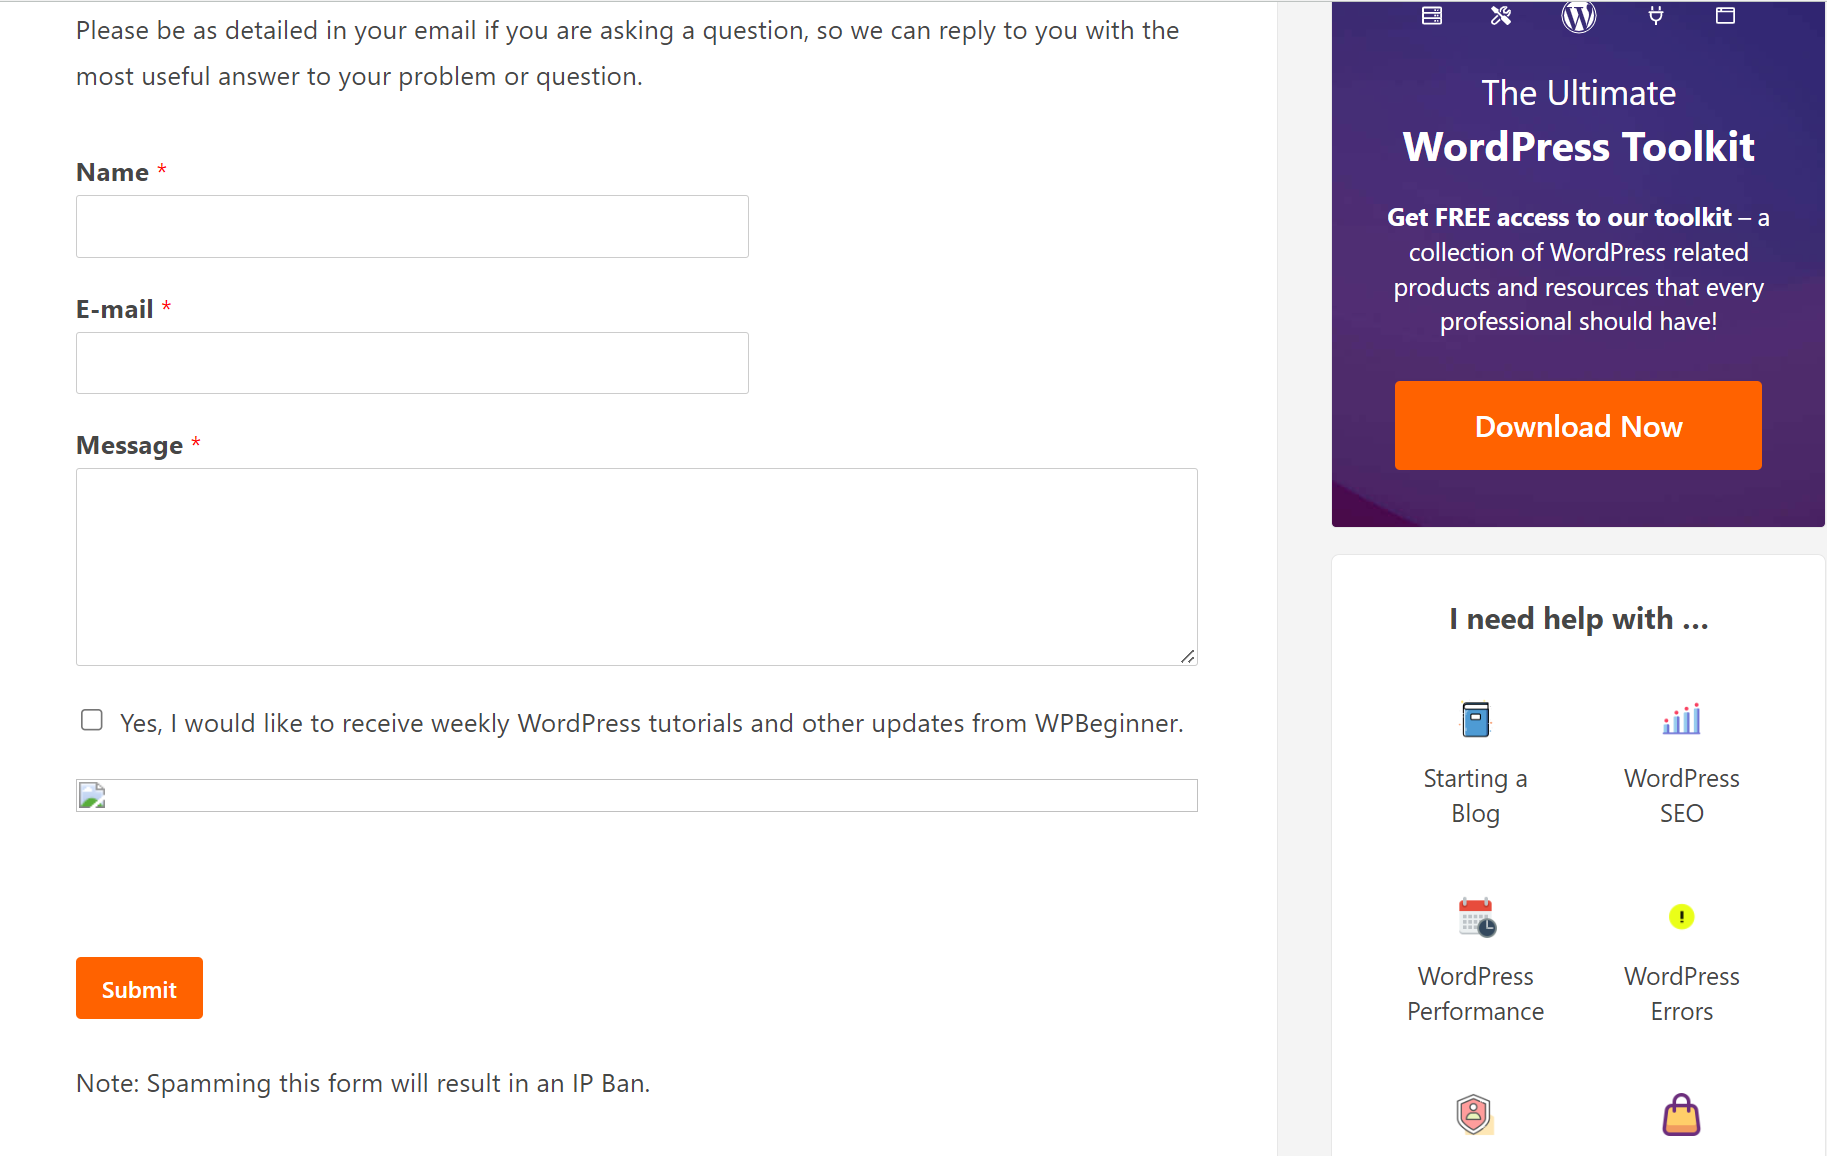 Please be as detailed in your email if you are asking a question, so we can reply to you with the
most useful answer to your problem or question.
Name *
E-mail *
Message *
Yes, I would like to receive weekly WordPress tutorials and other updates from WPBeginner.
Submit
Note: Spamming this form will result in an IP Ban.
The Ultimate
WordPress Toolkit
Get FREE access to our toolkit – a
collection of WordPress related
products and resources that every
professional should have!
Download Now
I need help with …
Starting a
Blog
WordPress
SEO
WordPress
Performance
WordPress
Errors